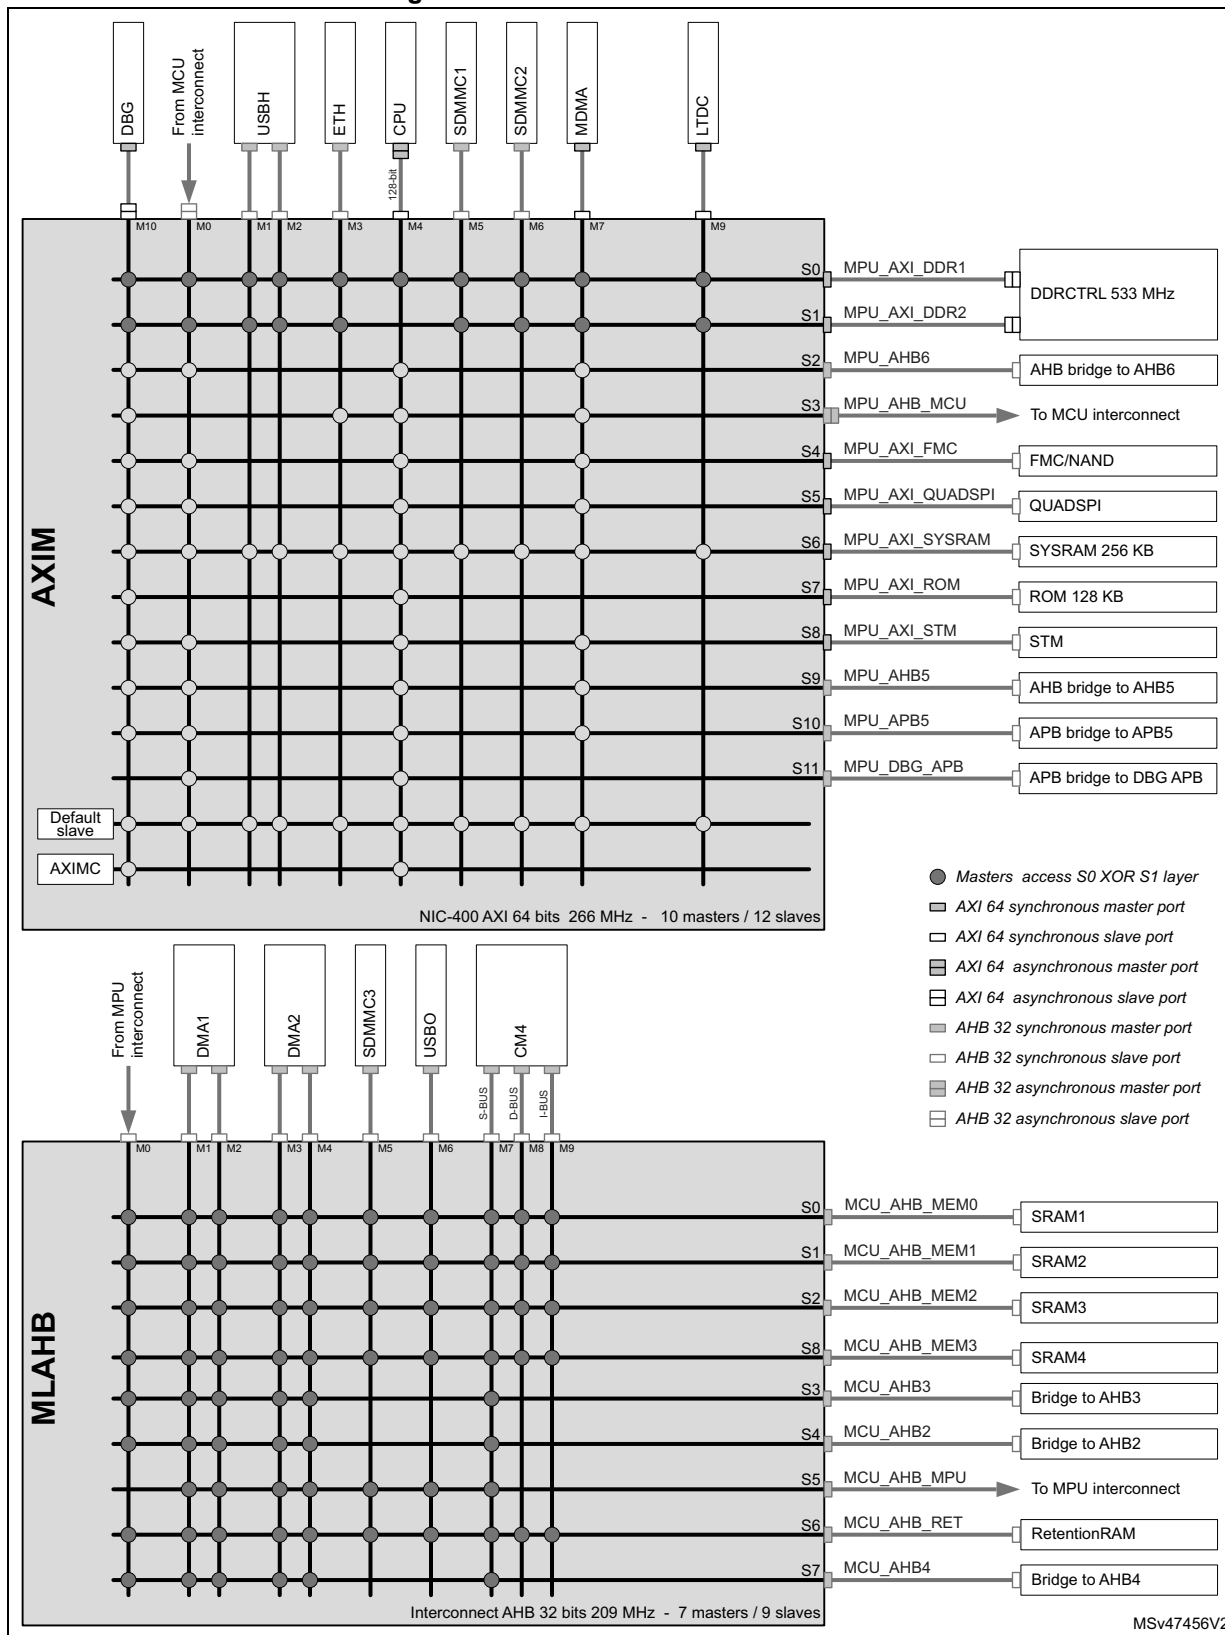 DBG
From MCU
interconnect
USBH
ETH
CPU
SDMMC1
SDMMC2
MDMA
LTDC
128-bit
M10
M0
M1
M2
M3
M4
M5
M6
M7
M9
AXIM
S0
MPU_AXI_DDR1
DDRCTRL 533 MHz
S1
MPU_AXI_DDR2
S2
MPU_AHB6
AHB bridge to AHB6
S3
MPU_AHB_MCU
To MCU interconnect
S4
MPU_AXI_FMC
FMC/NAND
S5
MPU_AXI_QUADSPI
QUADSPI
S6
MPU_AXI_SYSRAM
SYSRAM 256 KB
S7
MPU_AXI_ROM
ROM 128 KB
S8
MPU_AXI_STM
STM
S9
MPU_AHB5
AHB bridge to AHB5
S10
MPU_APB5
APB bridge to APB5
S11
MPU_DBG_APB
APB bridge to DBG APB
Default
slave
AXIMC
NIC-400 AXI 64 bits 266 MHz - 10 masters / 12 slaves
Masters access S0 XOR S1 layer
AXI 64 synchronous master port
AXI 64 synchronous slave port
AXI 64 asynchronous master port
AXI 64 asynchronous slave port
AHB 32 synchronous master port
AHB 32 synchronous slave port
AHB 32 asynchronous master port
AHB 32 asynchronous slave port
From MPU
interconnect
DMA1
DMA2
SDMMC3
USBO
CM4
S-BUS
D-BUS
I-BUS
M0
M1
M2
M3
M4
M5
M6
M7
M8
M9
MLAHB
S0
MCU_AHB_MEM0
SRAM1
S1
MCU_AHB_MEM1
SRAM2
S2
MCU_AHB_MEM2
SRAM3
S8
MCU_AHB_MEM3
SRAM4
S3
MCU_AHB3
Bridge to AHB3
S4
MCU_AHB2
Bridge to AHB2
S5
MCU_AHB_MPU
To MPU interconnect
S6
MCU_AHB_RET
RetentionRAM
S7
MCU_AHB4
Bridge to AHB4
Interconnect AHB 32 bits 209 MHz - 7 masters / 9 slaves
MSv47456V2